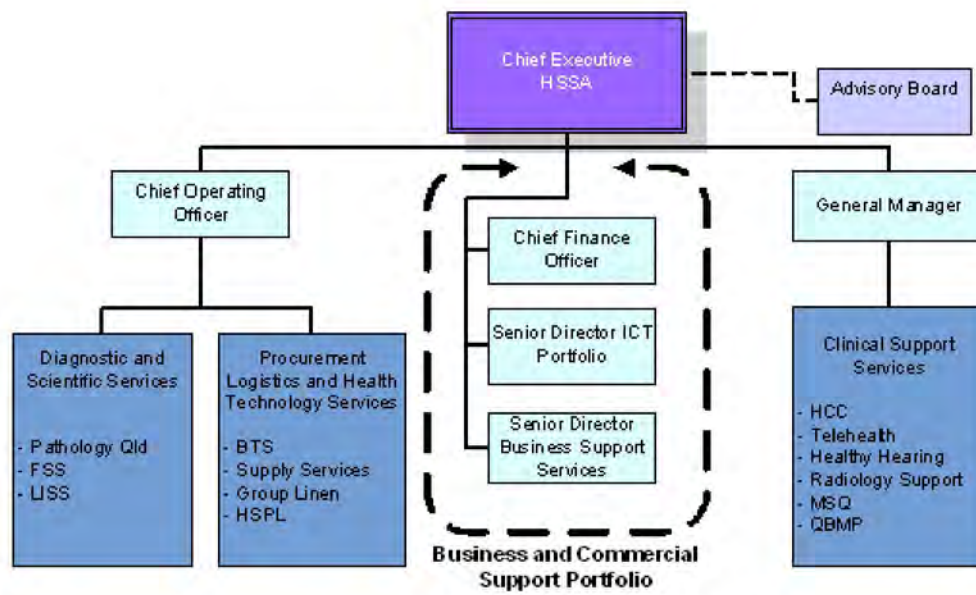 Chief Executive
HSSA
Advisory Board
Chief Operating
Officer
General Manager
Chief Finance
Officer
Senior Director ICT
Portfolio
Senior Director
Business Support
Services
Business and Commercial
Support Portfolio
Diagnostic and
Scientific Services
- Pathology Qld
- FSS
- LISS
Procurement
Logistics and Health
Technology Services
- BTS
- Supply Services
- Group Linen
- HSPL
Clinical Support
Services
- HCC
- Telehealth
- Healthy Hearing
- Radiology Support
- MSQ
- QBMP